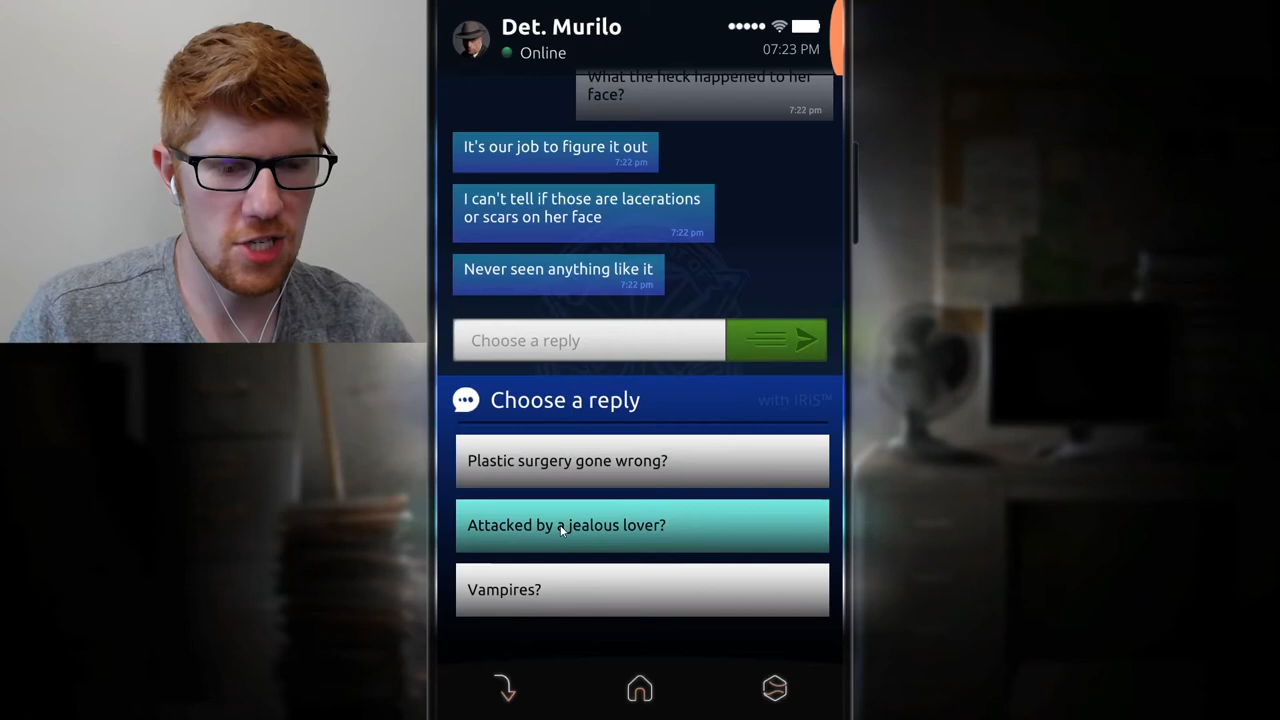 Det. Murilo
Online
07:23 PM
What the heck happened to her
face?
7:22 pm
It's our job to figure it out
7:22 pm
I can't tell if those are lacerations
or scars on her face
7:22 pm
Never seen anything like it
7:22 pm
Choose a reply
Choose a reply
with IRIS™
Plastic surgery gone wrong?
Attacked by a jealous lover?
Vampires?